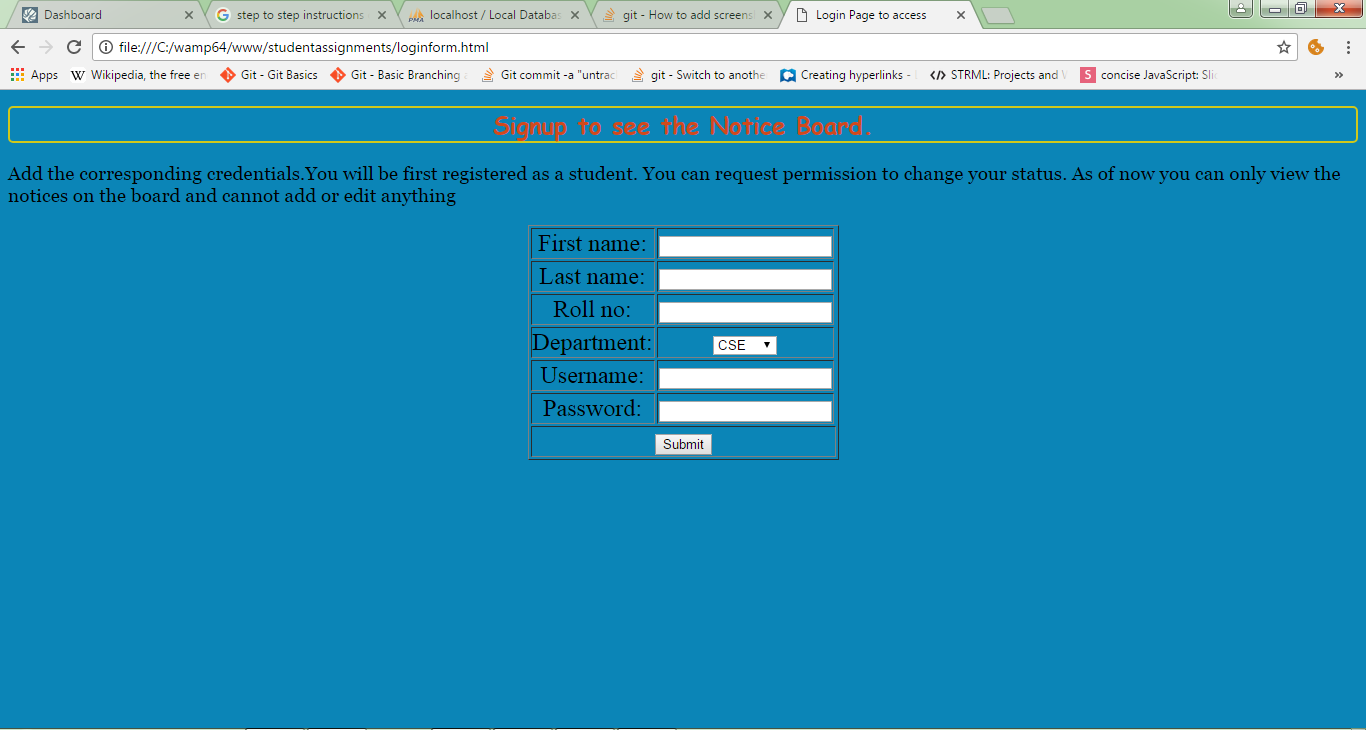 Dashboard
step to step instructions
localhost / Local Databas
git - How to add screens
Login Page to access
file:///C:/wamp64/www/studentassignments/loginform.html
Apps
Wikipedia, the free en
Git - Git Basics
Git - Basic Branching
Git commit -a "untrac
git - Switch to anothe
Creating hyperlinks -
STRML: Projects and
concise JavaScript: Sli
Signup to see the Notice Board.
Add the corresponding credentials.You will be first registered as a student. You can request permission to change your status. As of now you can only view the
notices on the board and cannot add or edit anything
First name:
Last name:
Roll no:
Department: CSE
Username:
Password:
Submit